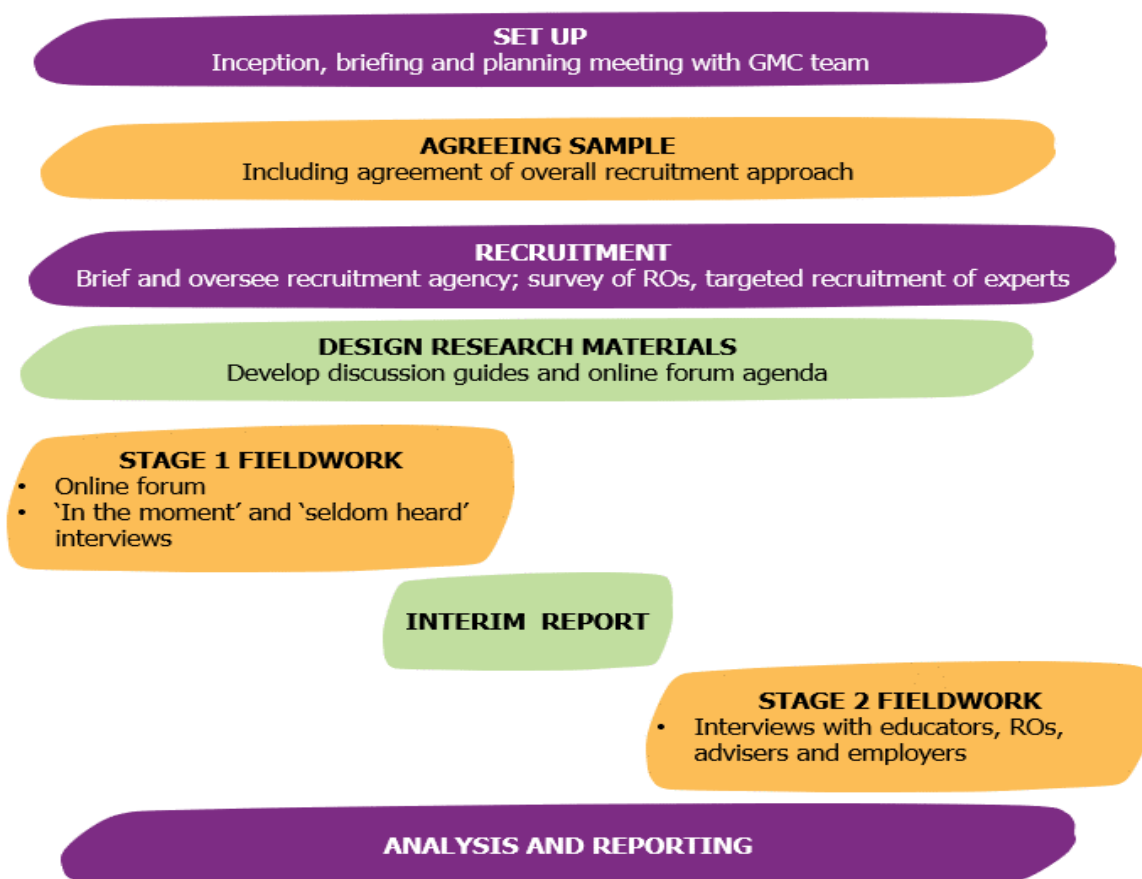 SET UP
Inception, briefing and planning meeting with GMC team
AGREEING SAMPLE
Including agreement of overall recruitment approach
RECRUITMENT
Brief and oversee recruitment agency; survey of ROs, targeted recruitment of experts
DESIGN RESEARCH MATERIALS
Develop discussion guides and online forum agenda
STAGE 1 FIELDWORK
• Online forum
• ‘In the moment’ and ‘seldom heard’
interviews
INTERIM REPORT
STAGE 2 FIELDWORK
• Interviews with educators, ROs,
advisers and employers
ANALYSIS AND REPORTING